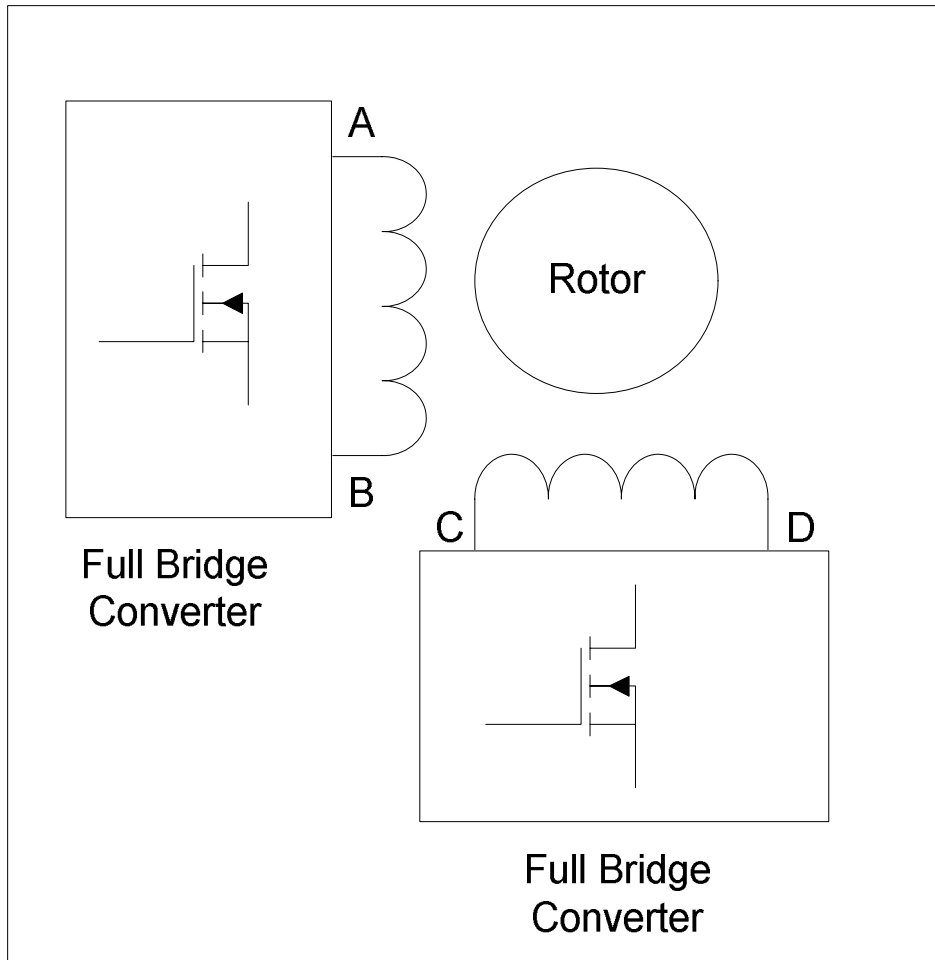 A
Rotor
B
C
D
Full Bridge
Converter
Full Bridge
Converter